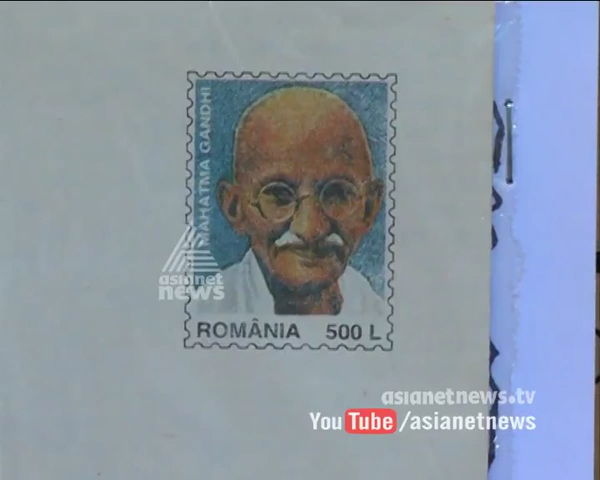 MAHATMA GANDHI
asianet
news
ROMÂNIA 500 L
asianetnews.tv
YouTube/asianetnews